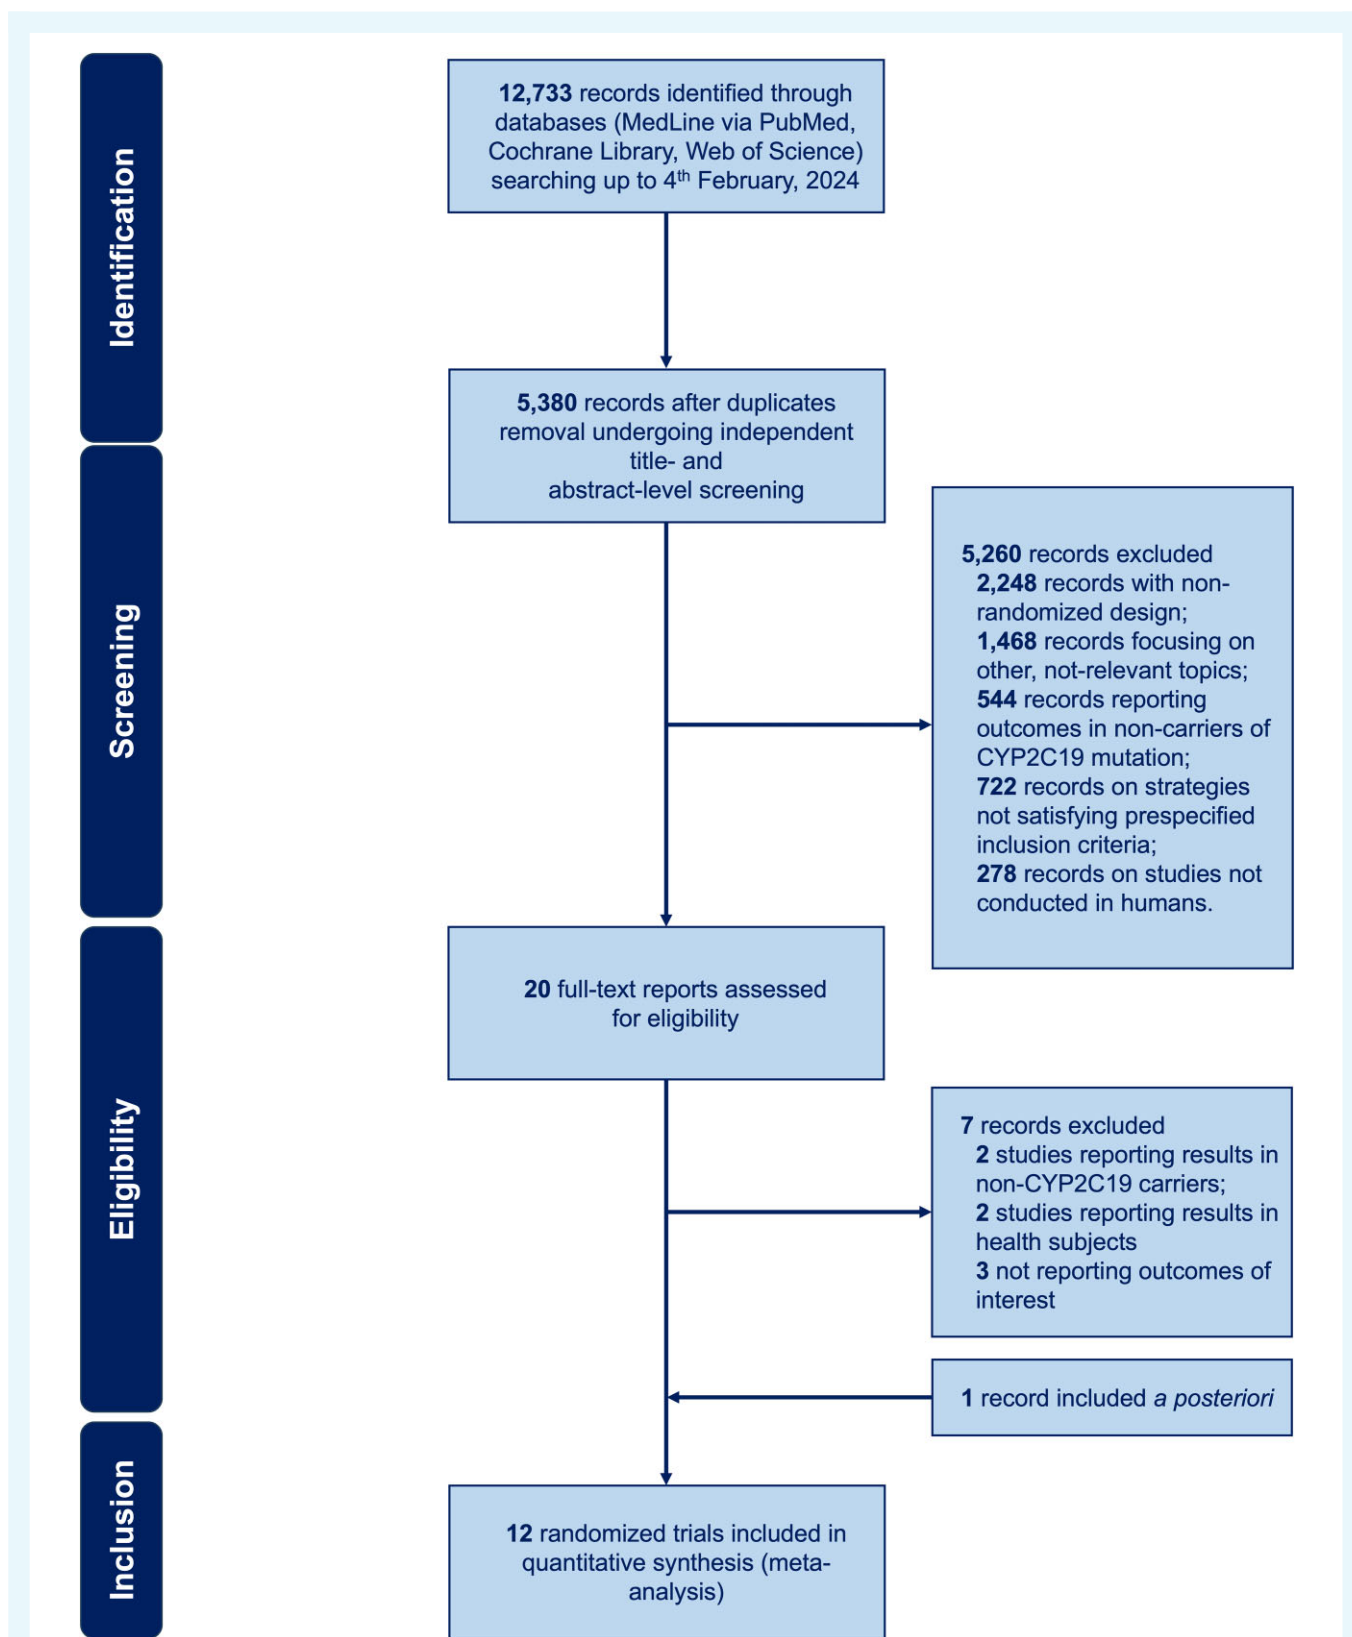 Identification
12,733 records identified through
databases (MedLine via PubMed,
Cochrane Library, Web of Science)
searching up to 4th February, 2024
5,380 records after duplicates
removal undergoing independent
title- and
abstract-level screening
Screening
5,260 records excluded
2,248 records with non-
randomized design;
1,468 records focusing on
other, not-relevant topics;
544 records reporting
outcomes in non-carriers of
CYP2C19 mutation;
722 records on strategies
not satisfying prespecified
inclusion criteria;
278 records on studies not
conducted in humans.
Eligibility
20 full-text reports assessed
for eligibility
7 records excluded
2 studies reporting results in
non-CYP2C19 carriers;
2 studies reporting results in
health subjects
3 not reporting outcomes of
interest
1 record included a posteriori
Inclusion
12 randomized trials included in
quantitative synthesis (meta-
analysis)